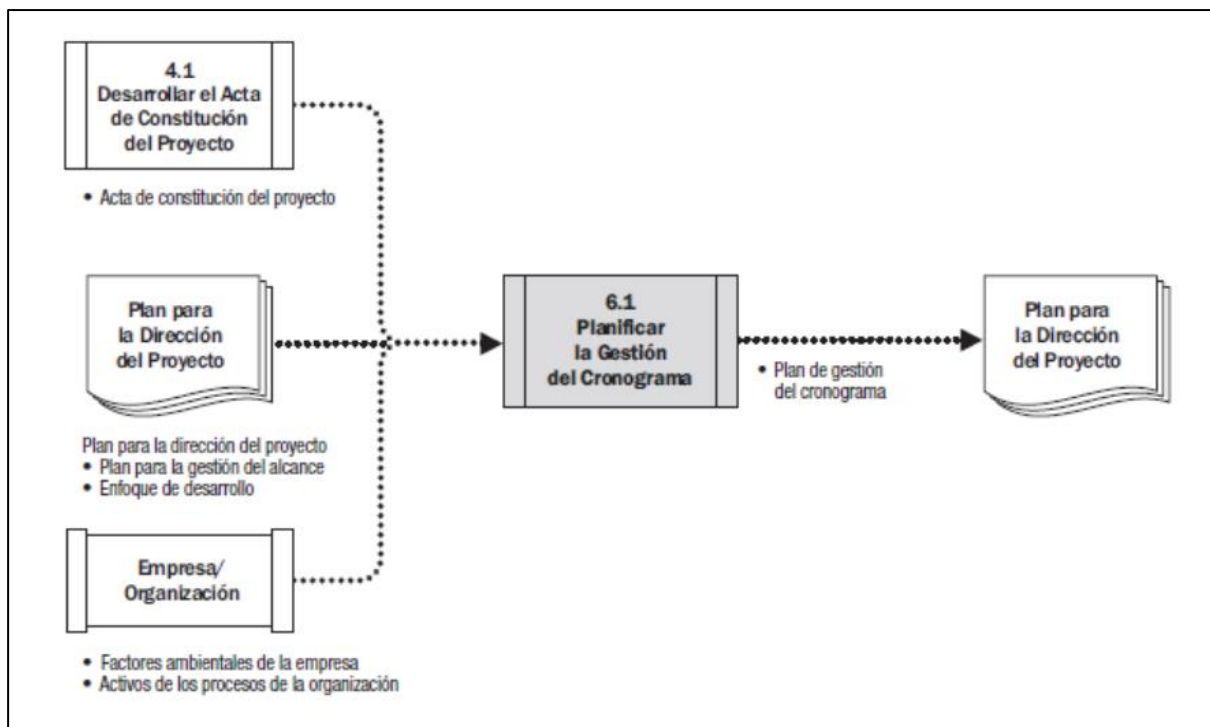 4.1
Desarrollar el Acta
de Constitución
del Proyecto
• Acta de constitución del proyecto
Plan para
la Dirección
del Proyecto
Plan para la dirección del proyecto
• Plan para la gestión del alcance
• Enfoque de desarrollo
Empresa/
Organización
• Factores ambientales de la empresa
• Activos de los procesos de la organización
6.1
Planificar
la Gestión
del Cronograma
• Plan de gestión
del cronograma
Plan para
la Dirección
del Proyecto